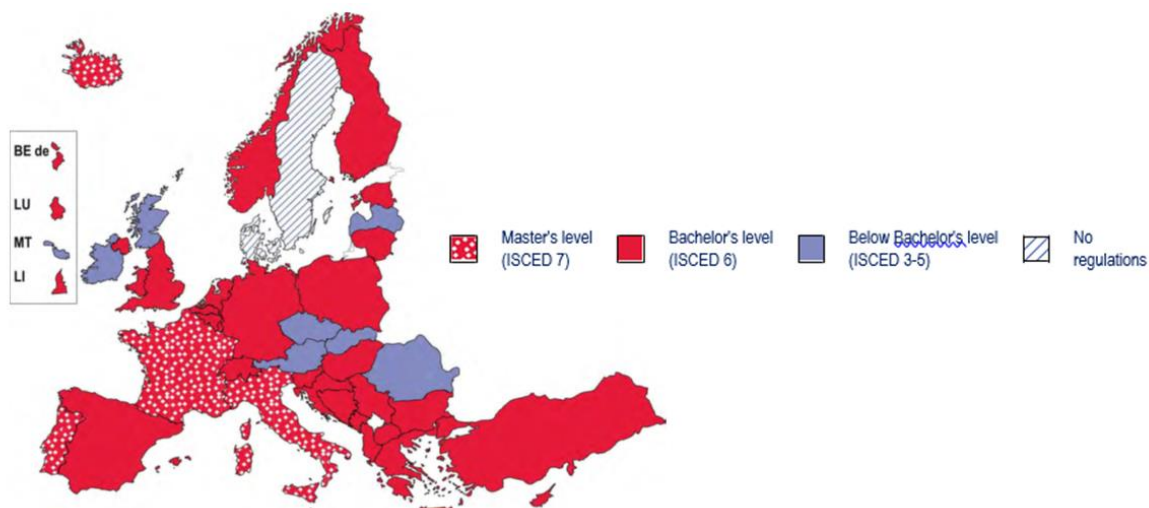 BE de
LU
MT
LI
Master's level
(ISCED 7)
Bachelor's level
(ISCED 6)
Below Bachelor's level
(ISCED 3-5)
No
regulations